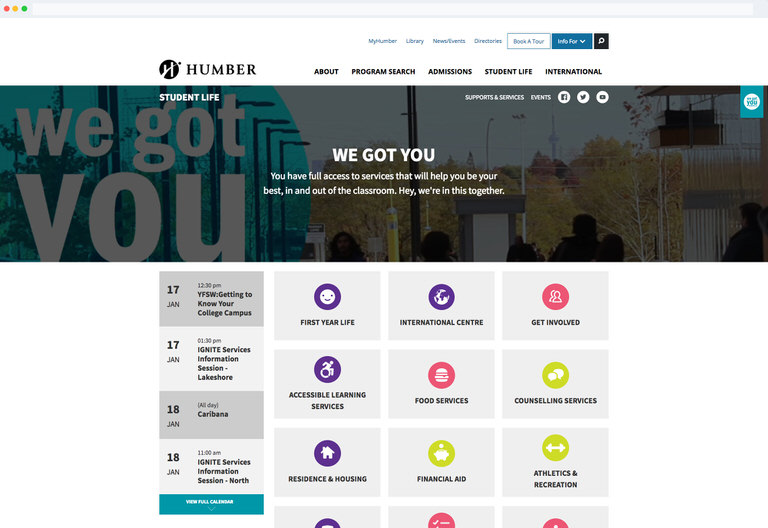 MyHumber Library News/Events Directories Book A Tour Info For
HUMBER
ABOUT PROGRAM SEARCH ADMISSIONS STUDENT LIFE INTERNATIONAL
STUDENT LIFE
SUPPORTS & SERVICES EVENTS
we got
you
we got
you
WE GOT YOU
You have full access to services that will help you be your
best, in and out of the classroom. Hey, we're in this together.
17
JAN
12:30 pm
YFSW:Getting to
Know Your
College Campus
17
JAN
01:30 pm
IGNITE Services
Information
Session -
Lakeshore
18
JAN
(All day)
Caribana
18
JAN
11:00 am
IGNITE Services
Information
Session - North
VIEW FULL CALENDAR
FIRST YEAR LIFE
INTERNATIONAL CENTRE
GET INVOLVED
ACCESSIBLE LEARNING
SERVICES
FOOD SERVICES
COUNSELLING SERVICES
RESIDENCE & HOUSING
FINANCIAL AID
ATHLETICS &
RECREATION